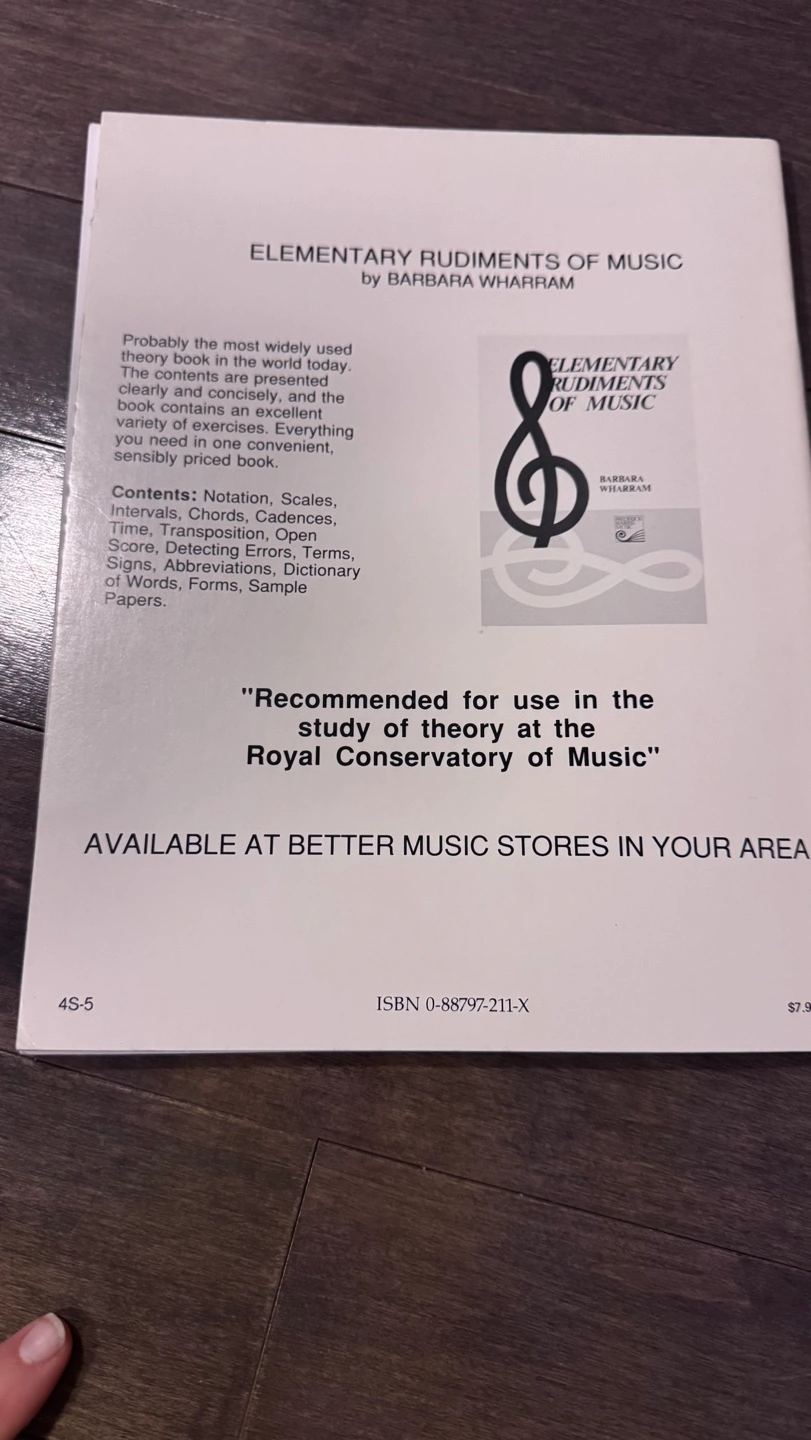 ELEMENTARY RUDIMENTS OF MUSIC
by BARBARA WHARRAM
Probably the most widely used
theory book in the world today.
The contents are presented
clearly and concisely, and the
book contains an excellent
variety of exercises. Everything
you need in one convenient,
sensibly priced book.
Contents: Notation, Scales,
Intervals, Chords, Cadences,
Time, Transposition, Open
Score, Detecting Errors, Terms,
Signs, Abbreviations, Dictionary
of Words, Forms, Sample
Papers.
ELEMENTARY
RUDIMENTS
OF MUSIC
BARBARA
WHARRAM
"Recommended for use in the
study of theory at the
Royal Conservatory of Music"
AVAILABLE AT BETTER MUSIC STORES IN YOUR AREA
4S-5
ISBN 0-88797-211-X
$7.9